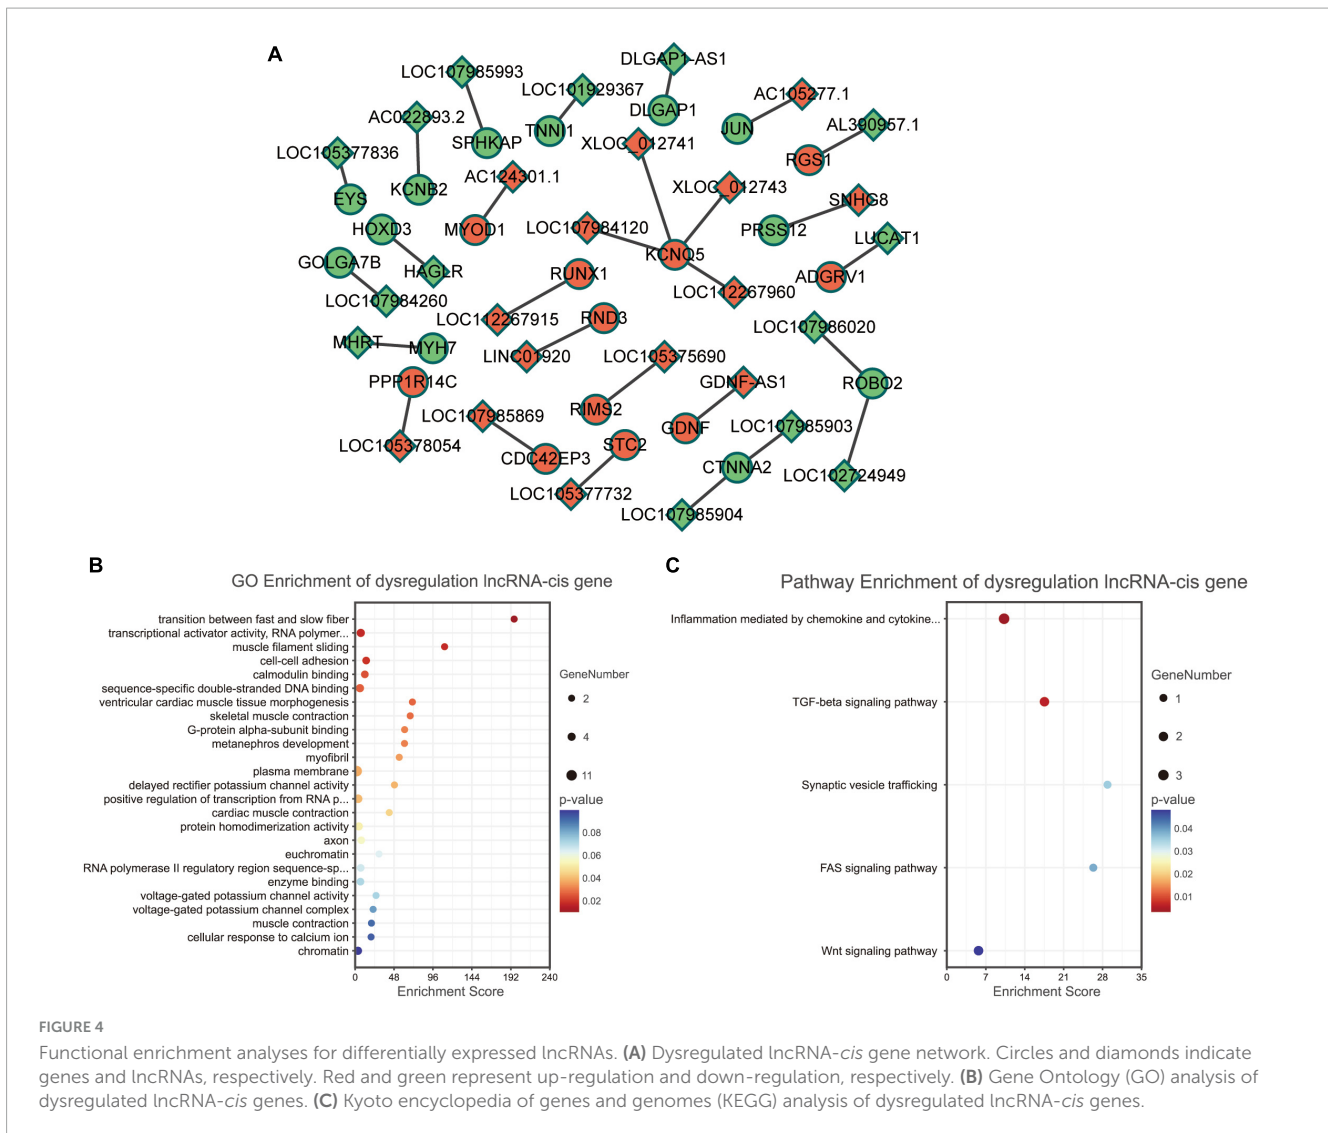 A
DLGAP1-AS1
LOC107985993
LOC101929367
AC105277.1
AC022893.2
DLGAP1
JUN
AL390957.1
TNNI1
SPHKAP
XLOC_012741
LOC105377836
RGS1
AC124301.1
XLOC_012743
KCNB2
EYS
SNHG8
HOXD3
MYOD1
LOC107984120
PRSS12
LUCAT1
KCNQ5
GOLGA7B
HAGLR
RUNX1
ADGRV1
LOC112267960
LOC107984260
LOC112267915
RND3
LOC107986020
MHRT
MYH7
LINC01920
LOC105375690
PPP1R14C
GDNF-AS1
ROBO2
LOC107985869
RIMS2
GDNF
LOC107985903
LOC105378054
STC2
CDC42EP3
CTNNA2
LOC102724949
LOC105377732
LOC107985904
B
GO Enrichment of dysregulation lncRNA-cis gene
transition between fast and slow fiber
transcriptional activator activity, RNA polymer...
muscle filament sliding
cell-cell adhesion
calmodulin binding
sequence-specific double-stranded DNA binding
ventricular cardiac muscle tissue morphogenesis
skeletal muscle contraction
G-protein alpha-subunit binding
metanephros development
myofibril
plasma membrane
delayed rectifier potassium channel activity
positive regulation of transcription from RNA p...
cardiac muscle contraction
protein homodimerization activity
axon
euchromatin
RNA polymerase II regulatory region sequence-sp...
enzyme binding
voltage-gated potassium channel activity
voltage-gated potassium channel complex
muscle contraction
cellular response to calcium ion
chromatin
0 48 96 144 192 240
Enrichment Score
GeneNumber
2
4
11
p-value
0.08
0.06
0.04
0.02
C
Pathway Enrichment of dysregulation lncRNA-cis gene
Inflammation mediated by chemokine and cytokine...
TGF-beta signaling pathway
Synaptic vesicle trafficking
FAS signaling pathway
Wnt signaling pathway
0 7 14 21 28 35
Enrichment Score
GeneNumber
1
2
3
p-value
0.04
0.03
0.02
0.01
FIGURE 4
Functional enrichment analyses for differentially expressed lncRNAs. (A) Dysregulated lncRNA-cis gene network. Circles and diamonds indicate
genes and lncRNAs, respectively. Red and green represent up-regulation and down-regulation, respectively. (B) Gene Ontology (GO) analysis of
dysregulated lncRNA-cis genes. (C) Kyoto encyclopedia of genes and genomes (KEGG) analysis of dysregulated lncRNA-cis genes.